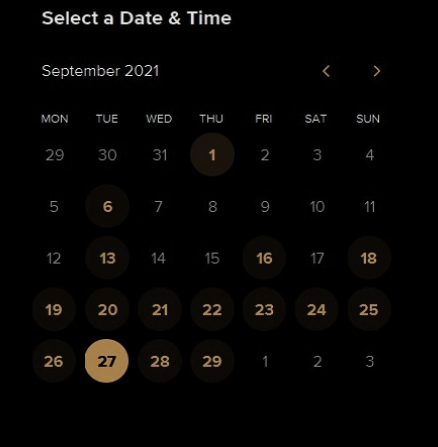 Select a Date & Time
September 2021
MON TUE WED THU FRI SAT SUN
29 30 31 1 2 3 4
5 6 7 8 9 10 11
12 13 14 15 16 17 18
19 20 21 22 23 24 25
26 27 28 29 1 2 3